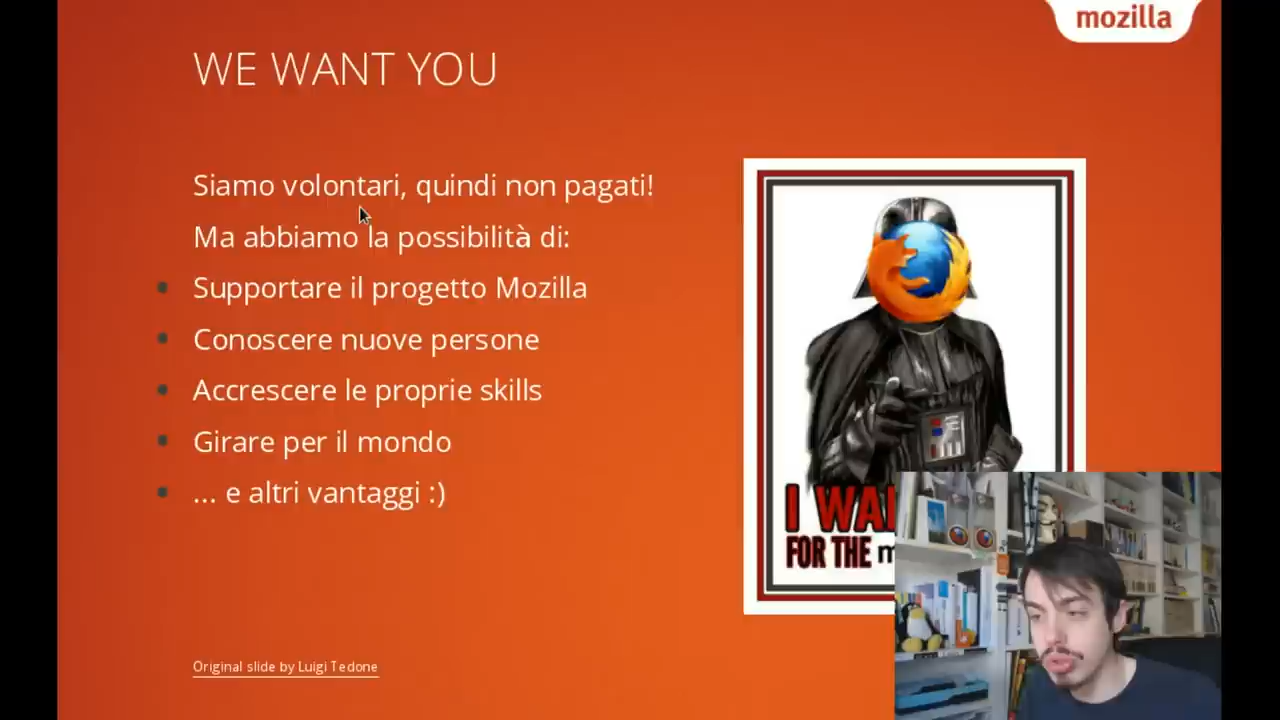 mozilla
WE WANT YOU
Siamo volontari, quindi non pagati!
Ma abbiamo la possibilità di:
Supportare il progetto Mozilla
Conoscere nuove persone
Accrescere le proprie skills
Girare per il mondo
... e altri vantaggi :)
I WA
FOR THE m
Original slide by Luigi Tedone